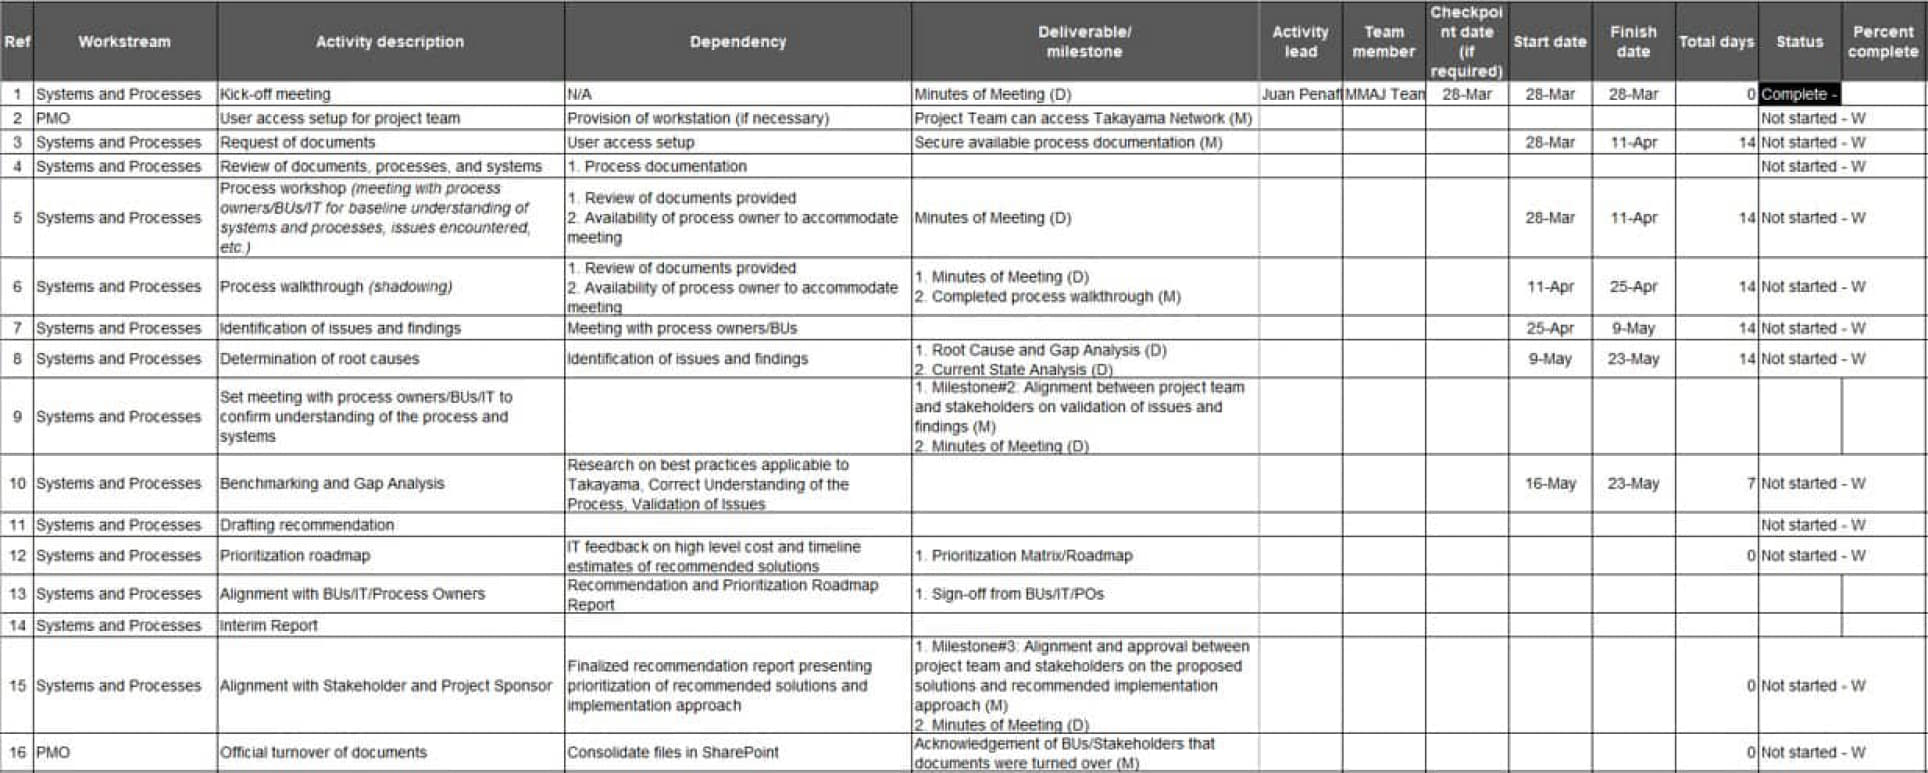 Ref Workstream Activity description Dependency Deliverable/ milestone Activity lead Team member Checkpoi nt date (if required) Start date Finish date Total days Status Percent complete
1 Systems and Processes Kick-off meeting N/A Minutes of Meeting (D) Juan Penaf MMAJ Tean 28-Mar 28-Mar 28-Mar 0 Complete -
2 PMO User access setup for project team Provision of workstation (if necessary) Project Team can access Takayama Network (M) Not started - W
3 Systems and Processes Request of documents User access setup Secure available process documentation (M) 28-Mar 11-Apr 14 Not started - W
4 Systems and Processes Review of documents, processes, and systems 1. Process documentation Not started - W
5 Systems and Processes
Process workshop (meeting with process
owners/BUs/IT for baseline understanding of
systems and processes, issues encountered,
etc.)
1. Review of documents provided
2. Availability of process owner to accommodate
meeting
Minutes of Meeting (D) 28-Mar 11-Apr 14 Not started - W
6 Systems and Processes Process walkthrough (shadowing)
1. Review of documents provided
2. Availability of process owner to accommodate
meeting
1. Minutes of Meeting (D)
2. Completed process walkthrough (M)
11-Apr 25-Apr 14 Not started - W
7 Systems and Processes Identification of issues and findings Meeting with process owners/BUs 25-Apr 9-May 14 Not started - W
8 Systems and Processes Determination of root causes Identification of issues and findings
1. Root Cause and Gap Analysis (D)
2. Current State Analysis (D)
9-May 23-May 14 Not started - W
9 Systems and Processes
Set meeting with process owners/BUs/IT to
confirm understanding of the process and
systems
1. Milestone#2: Alignment between project team
and stakeholders on validation of issues and
findings (M)
2. Minutes of Meeting (D)
10 Systems and Processes Benchmarking and Gap Analysis
Research on best practices applicable to
Takayama, Correct Understanding of the
Process, Validation of Issues
16-May 23-May 7 Not started - W
11 Systems and Processes Drafting recommendation Not started - W
12 Systems and Processes Prioritization roadmap
IT feedback on high level cost and timeline
estimates of recommended solutions
1. Prioritization Matrix/Roadmap 0 Not started - W
13 Systems and Processes Alignment with BUs/IT/Process Owners
Recommendation and Prioritization Roadmap
Report
1. Sign-off from BUs/IT/POs
14 Systems and Processes Interim Report
15 Systems and Processes Alignment with Stakeholder and Project Sponsor
Finalized recommendation report presenting
prioritization of recommended solutions and
implementation approach
1. Milestone#3: Alignment and approval between
project team and stakeholders on the proposed
solutions and recommended implementation
approach (M)
2. Minutes of Meeting (D)
0 Not started - W
16 PMO Official turnover of documents Consolidate files in SharePoint
Acknowledgement of BUs/Stakeholders that
documents were turned over (M)
0 Not started - W